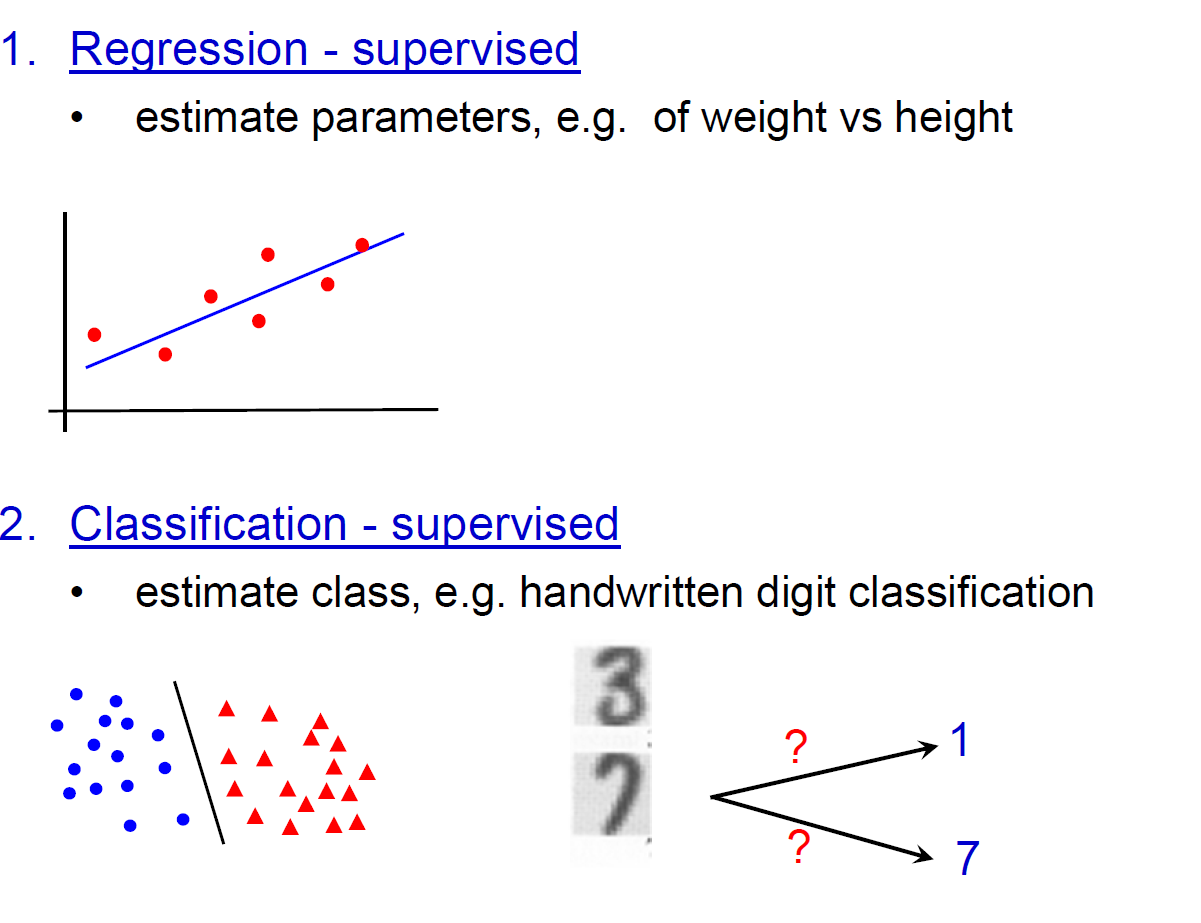 1. Regression - supervised
• estimate parameters, e.g. of weight vs height
2. Classification - supervised
• estimate class, e.g. handwritten digit classification
3
7
? 1
? 7